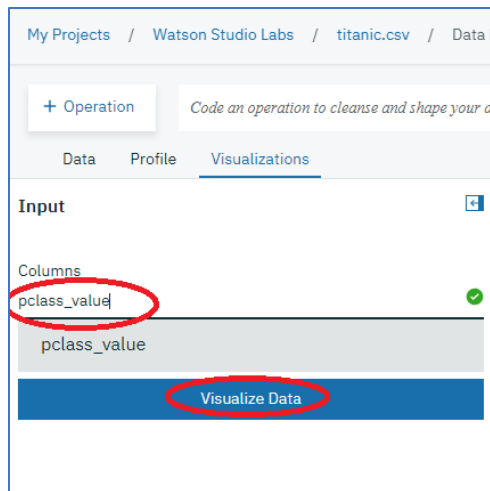 My Projects / Watson Studio Labs / titanic.csv / Data
+ Operation Code an operation to cleanse and shape your d
Data Profile Visualizations
Input
Columns
pclass_value
pclass_value
Visualize Data